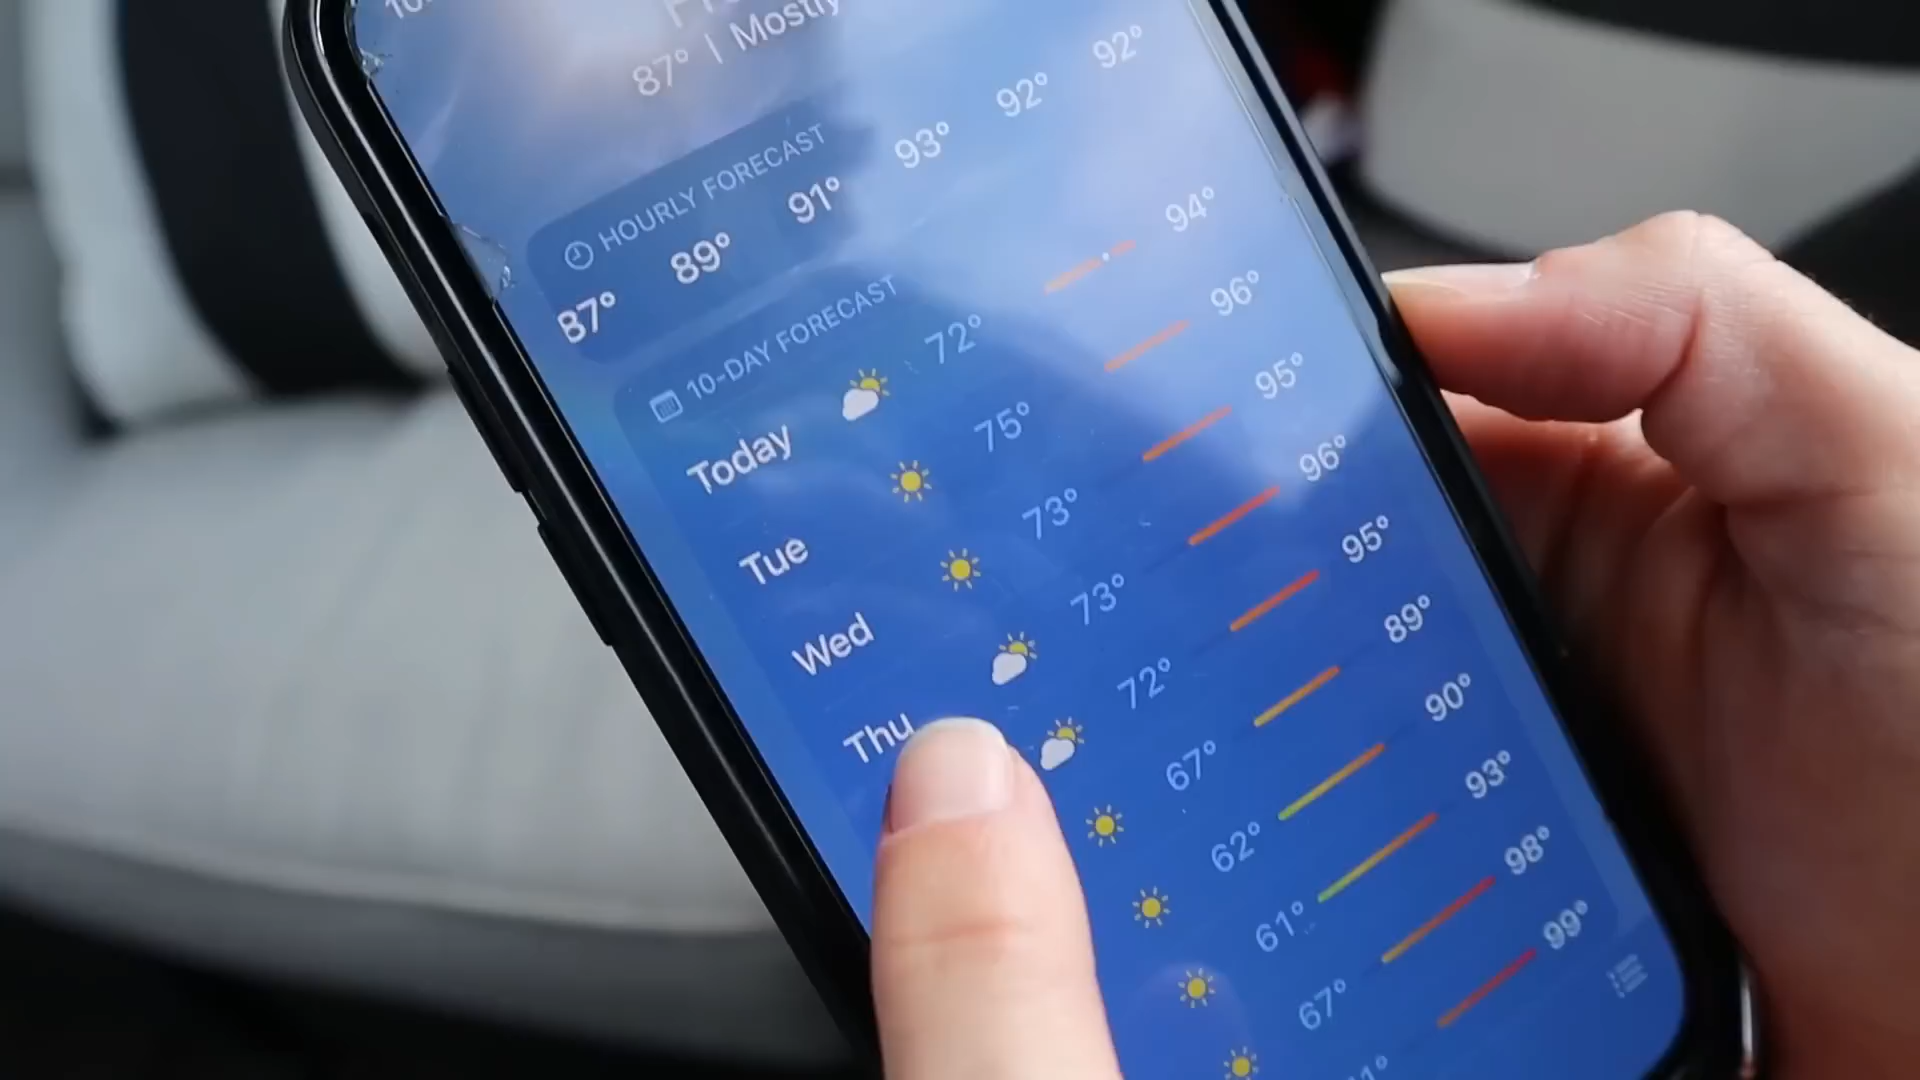 87° | Mostly
HOURLY FORECAST
87° 89° 91° 93° 92° 92°
10-DAY FORECAST
Today 72° 94°
Tue 75° 96°
Wed 73° 95°
Thu 73° 96°
72° 95°
67° 89°
62° 90°
61° 93°
67° 98°
99°